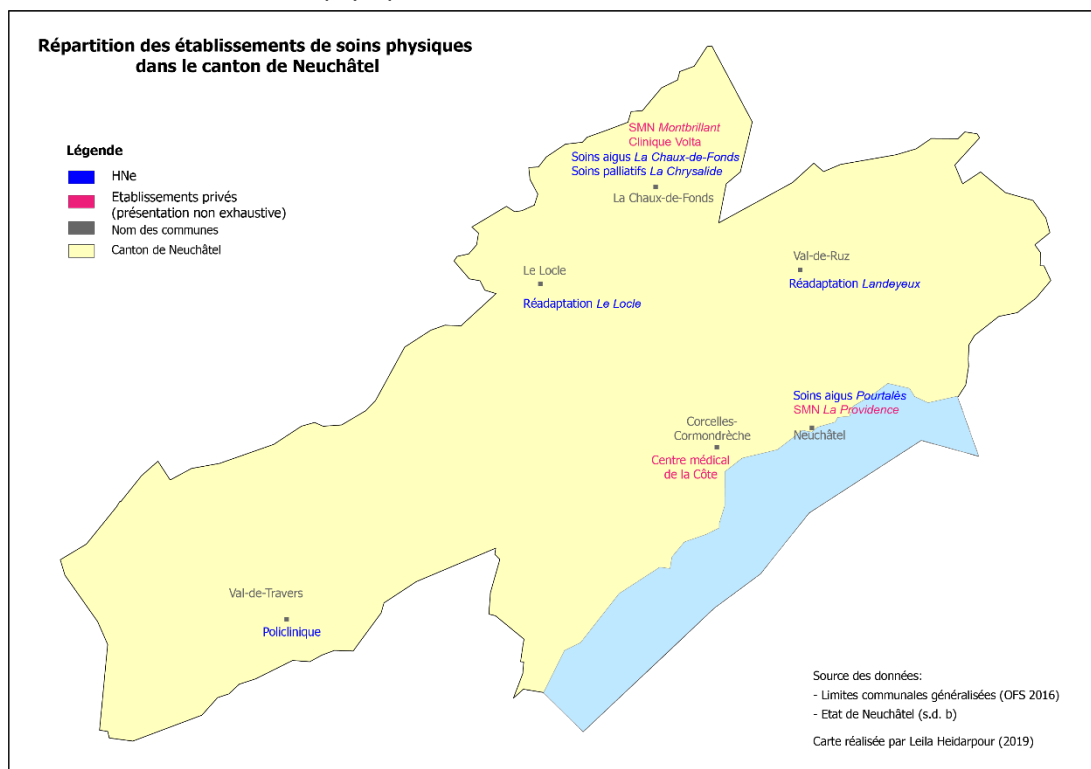 Répartition des établissements de soins physiques
dans le canton de Neuchâtel
Légende
HNe
Etablissements privés
(présentation non exhaustive)
Nom des communes
Canton de Neuchâtel
SMN Montbrillant
Clinique Volta
Soins aigus La Chaux-de-Fonds
Soins palliatifs La Chrysalide
La Chaux-de-Fonds
Le Locle
Réadaptation Le Locle
Val-de-Ruz
Réadaptation Landeyeux
Soins aigus Pourtalès
SMN La Providence
Neuchâtel
Corcelles-
Cormondrèche
Centre médical
de la Côte
Val-de-Travers
Policlinique
Source des données:
- Limites communales généralisées (OFS 2016)
- Etat de Neuchâtel (s.d. b)
Carte réalisée par Leila Heidarpour (2019)